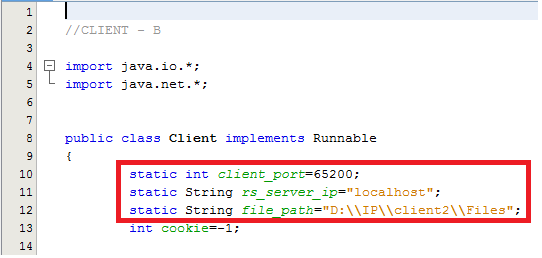 1
2 //CLIENT - B
3
4 import java.io.*;
5 import java.net.*;
6
7
8 public class Client implements Runnable
9 {
10 static int client_port=65200;
11 static String rs_server_ip="localhost";
12 static String file_path="D:\\IP\\client2\\Files";
13 int cookie=-1;
14